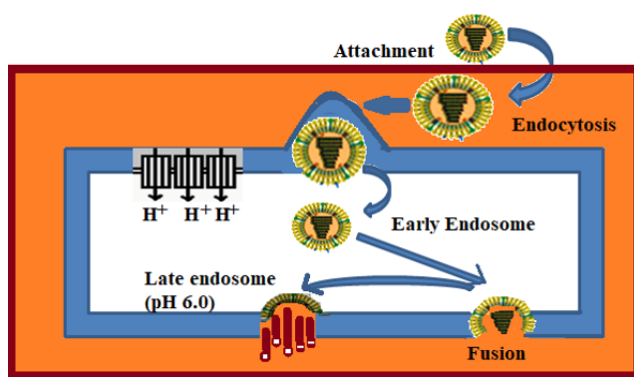 Attachment
Endocytosis
H+ H+ H+
Early Endosome
Late endosome
(pH 6.0)
Fusion